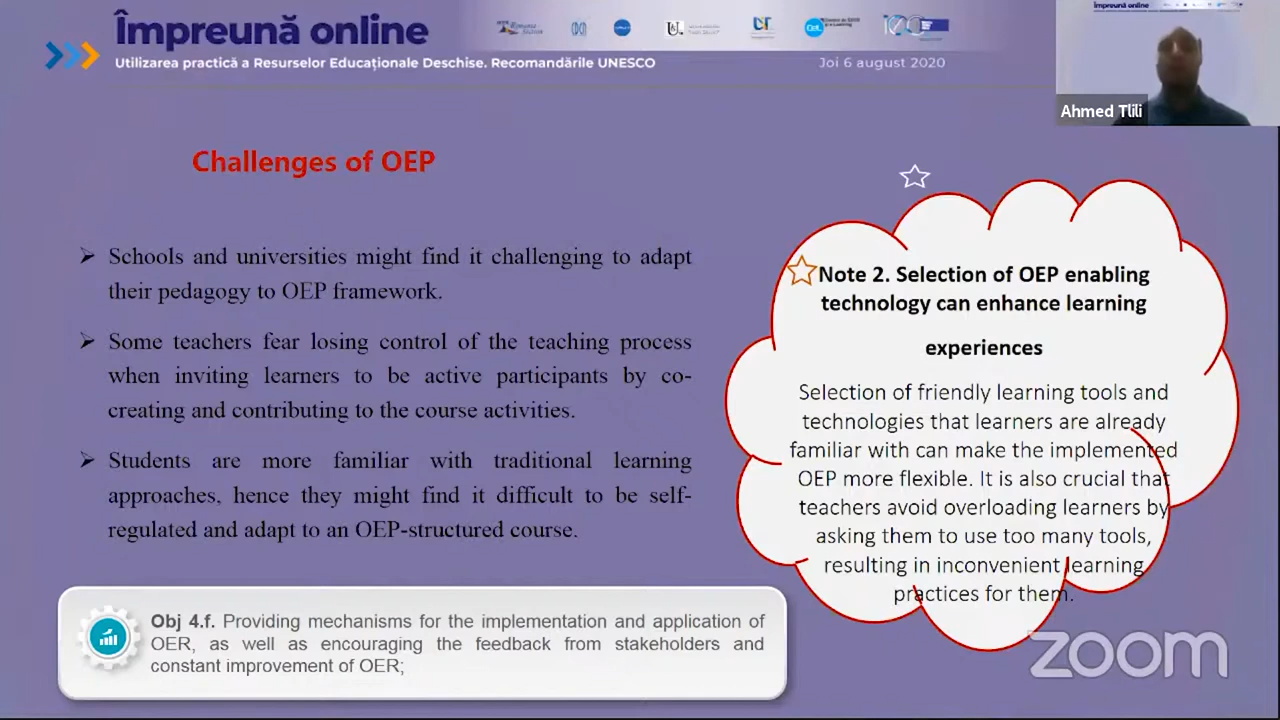 Împreună online
Utilizarea practică a Resurselor Educaționale Deschise. Recomandările UNESCO
Joi 6 august 2020
Ahmed Tlili
Challenges of OEP
Schools and universities might find it challenging to adapt
their pedagogy to OEP framework.
Some teachers fear losing control of the teaching process
when inviting learners to be active participants by co-
creating and contributing to the course activities.
Students are more familiar with traditional learning
approaches, hence they might find it difficult to be self-
regulated and adapt to an OEP-structured course.
Note 2. Selection of OEP enabling
technology can enhance learning
experiences
Selection of friendly learning tools and
technologies that learners are already
familiar with can make the implemented
OEP more flexible. It is also crucial that
teachers avoid overloading learners by
asking them to use too many tools,
resulting in inconvenient learning
practices for them.
Obj 4.f. Providing mechanisms for the implementation and application of
OER, as well as encouraging the feedback from stakeholders and
constant improvement of OER;
zoom